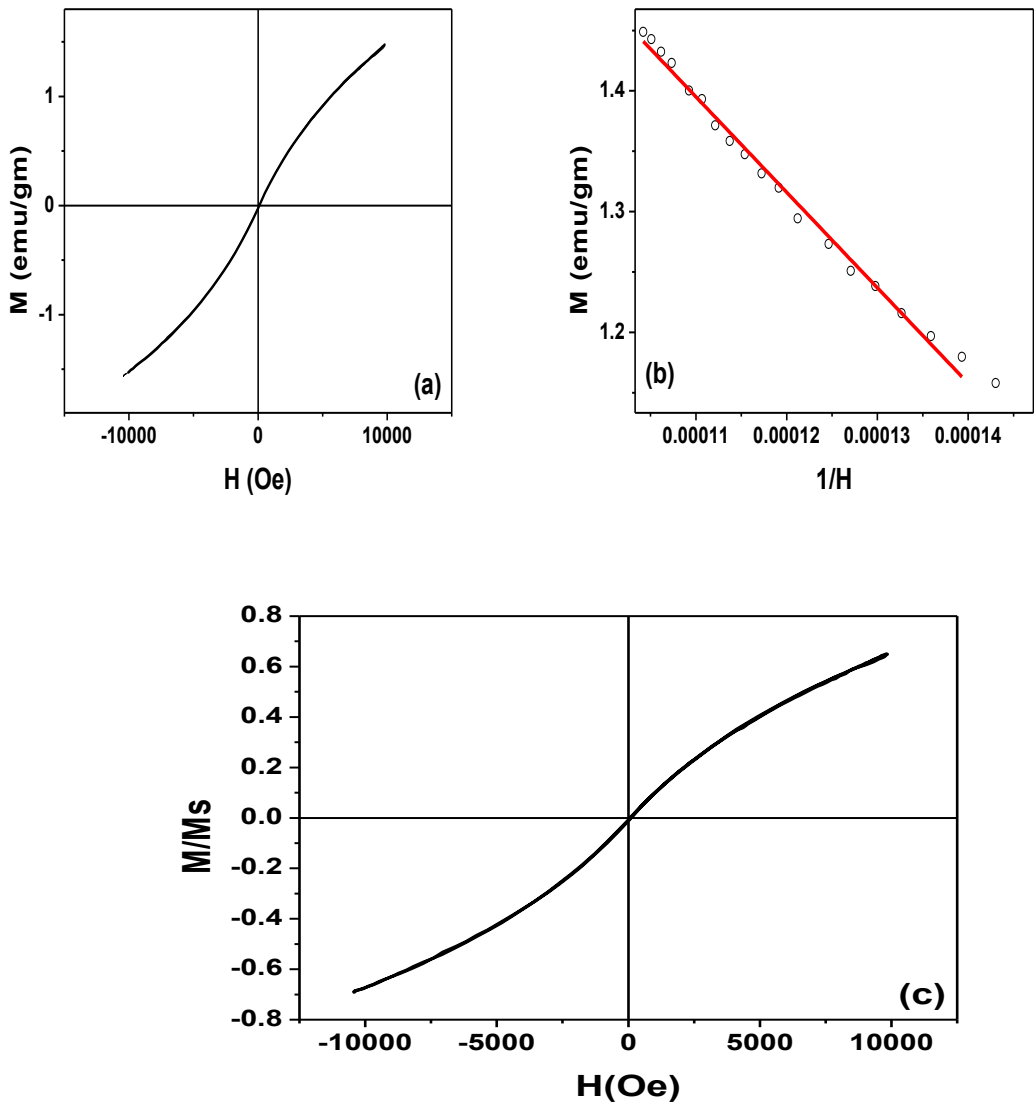 1
0
-1
M (emu/gm)
(a)
-10000 0 10000
H (Oe)
1.4
1.3
1.2
M (emu/gm)
(b)
0.00011 0.00012 0.00013 0.00014
1/H
0.8
0.6
0.4
0.2
0.0
-0.2
-0.4
-0.6
-0.8
M/Ms
(c)
-10000 -5000 0 5000 10000
H(Oe)